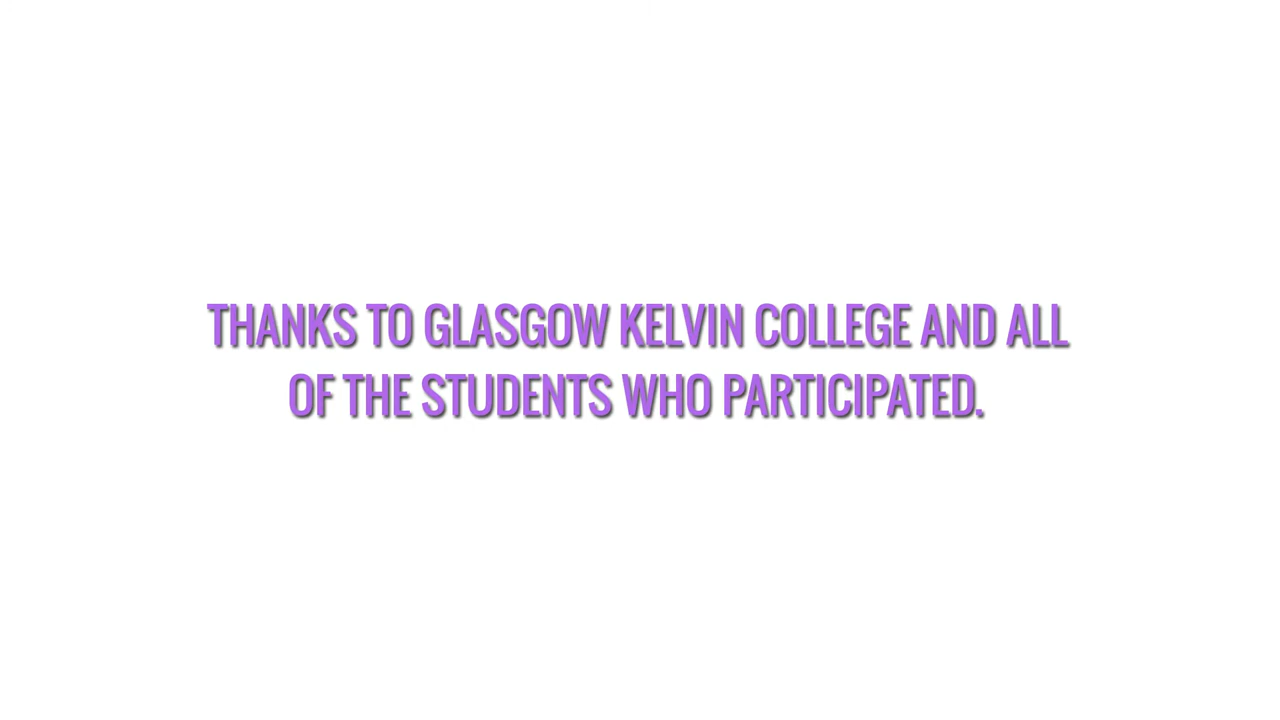 THANKS TO GLASGOW KELVIN COLLEGE AND ALL
OF THE STUDENTS WHO PARTICIPATED.